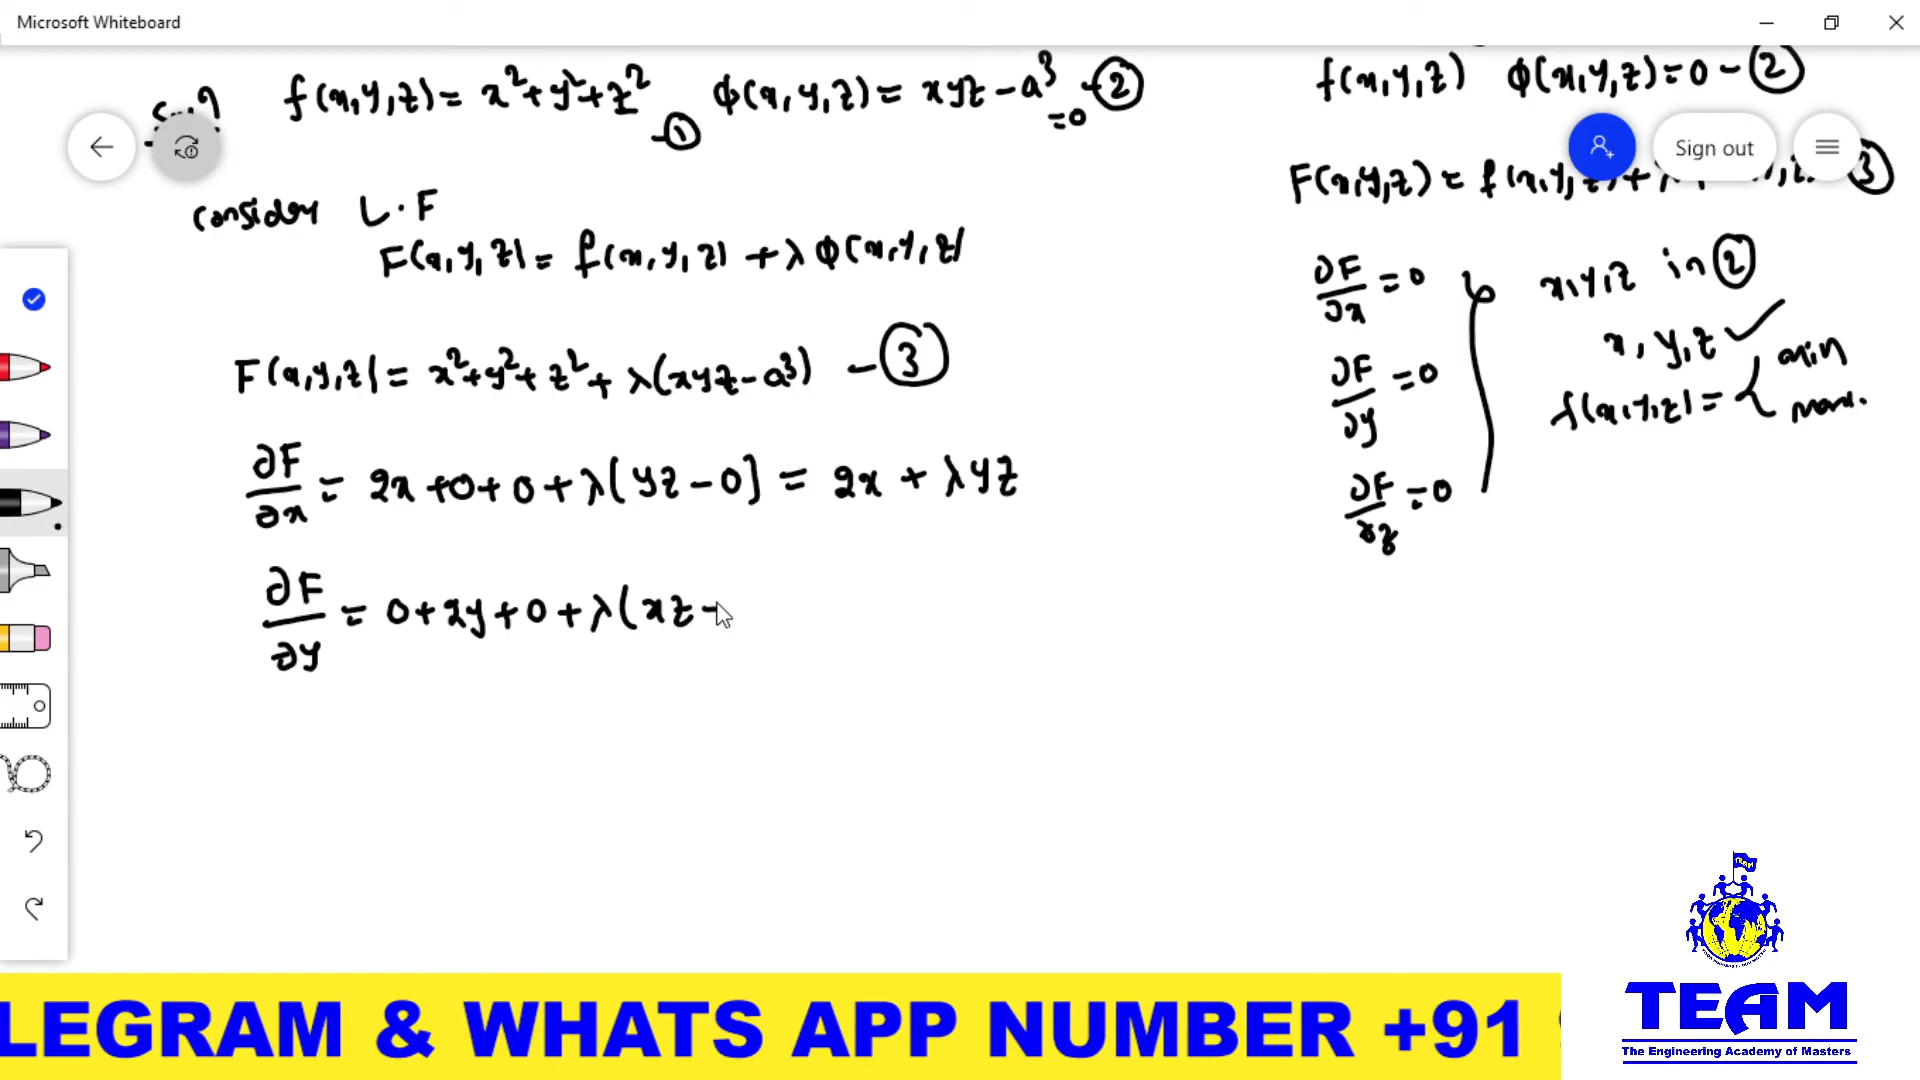 Microsoft Whiteboard
f(x,y,z) = x²+y²+z² -① φ(x,y,z) = xyz - a³ = 0 -②
consider L.F
F(x,y,z) = f(x,y,z) + λ φ(x,y,z)
F(x,y,z) = x²+y²+z²+ λ(xyz-a³) -③
∂F/∂x = 2x+0+0+λ(yz-0) = 2x + λyz
∂F/∂y = 0+2y+0+λ(xz-
f(x,y,z) φ(x,y,z)=0 -②
Sign out
F(x,y,z) = f(x,y,z)+ λ ③
∂F/∂x = 0
x,y,z in ②
x,y,z ✓
∂F/∂y = 0
f(x,y,z) = { min
max.
∂F/∂z = 0
LEGRAM & WHATS APP NUMBER +91
TEAM
The Engineering Academy of Masters